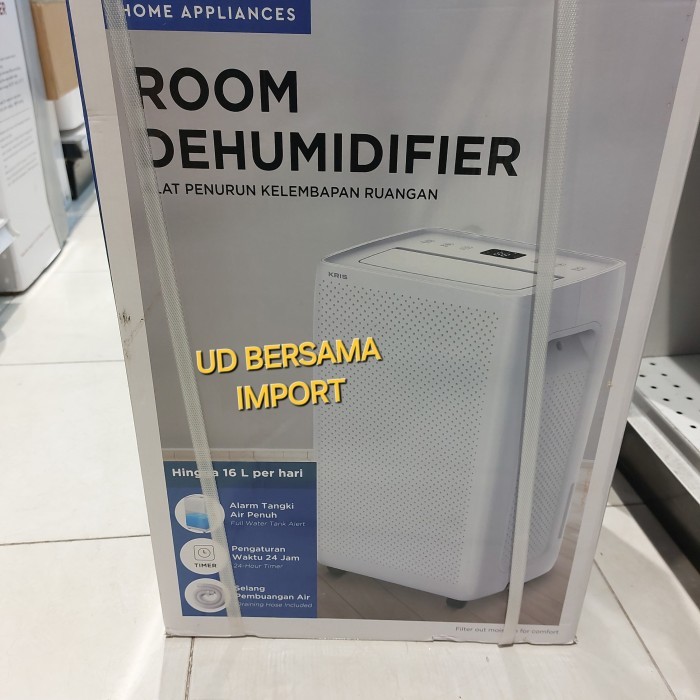 HOME APPLIANCES
ROOM
DEHUMIDIFIER
LAT PENURUN KELEMBAPAN RUANGAN
KRIS
UD BERSAMA
IMPORT
Hingga 16 L per hari
Alarm Tangki
Air Penuh
Full Water Tank Alert
TIMER
Pengaturan
Waktu 24 Jam
24-Hour Timer
Selang
Pembuangan Air
Draining Hose Included
Filter out for comfort